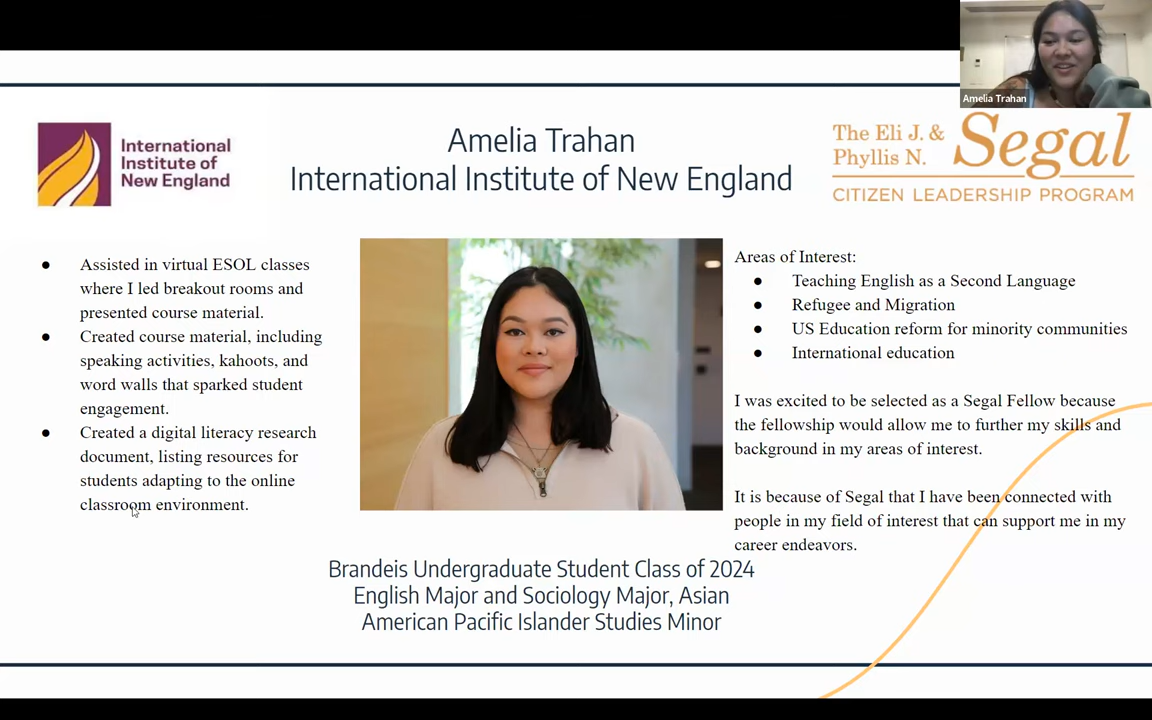 Amelia Trahan
International
Institute of
New England
Amelia Trahan
International Institute of New England
The Eli J. &
Phyllis N.
Segal
CITIZEN LEADERSHIP PROGRAM
● Assisted in virtual ESOL classes
where I led breakout rooms and
presented course material.
● Created course material, including
speaking activities, kahoots, and
word walls that sparked student
engagement.
● Created a digital literacy research
document, listing resources for
students adapting to the online
classroom environment.
Areas of Interest:
● Teaching English as a Second Language
● Refugee and Migration
● US Education reform for minority communities
● International education
I was excited to be selected as a Segal Fellow because
the fellowship would allow me to further my skills and
background in my areas of interest.
It is because of Segal that I have been connected with
people in my field of interest that can support me in my
career endeavors.
Brandeis Undergraduate Student Class of 2024
English Major and Sociology Major, Asian
American Pacific Islander Studies Minor